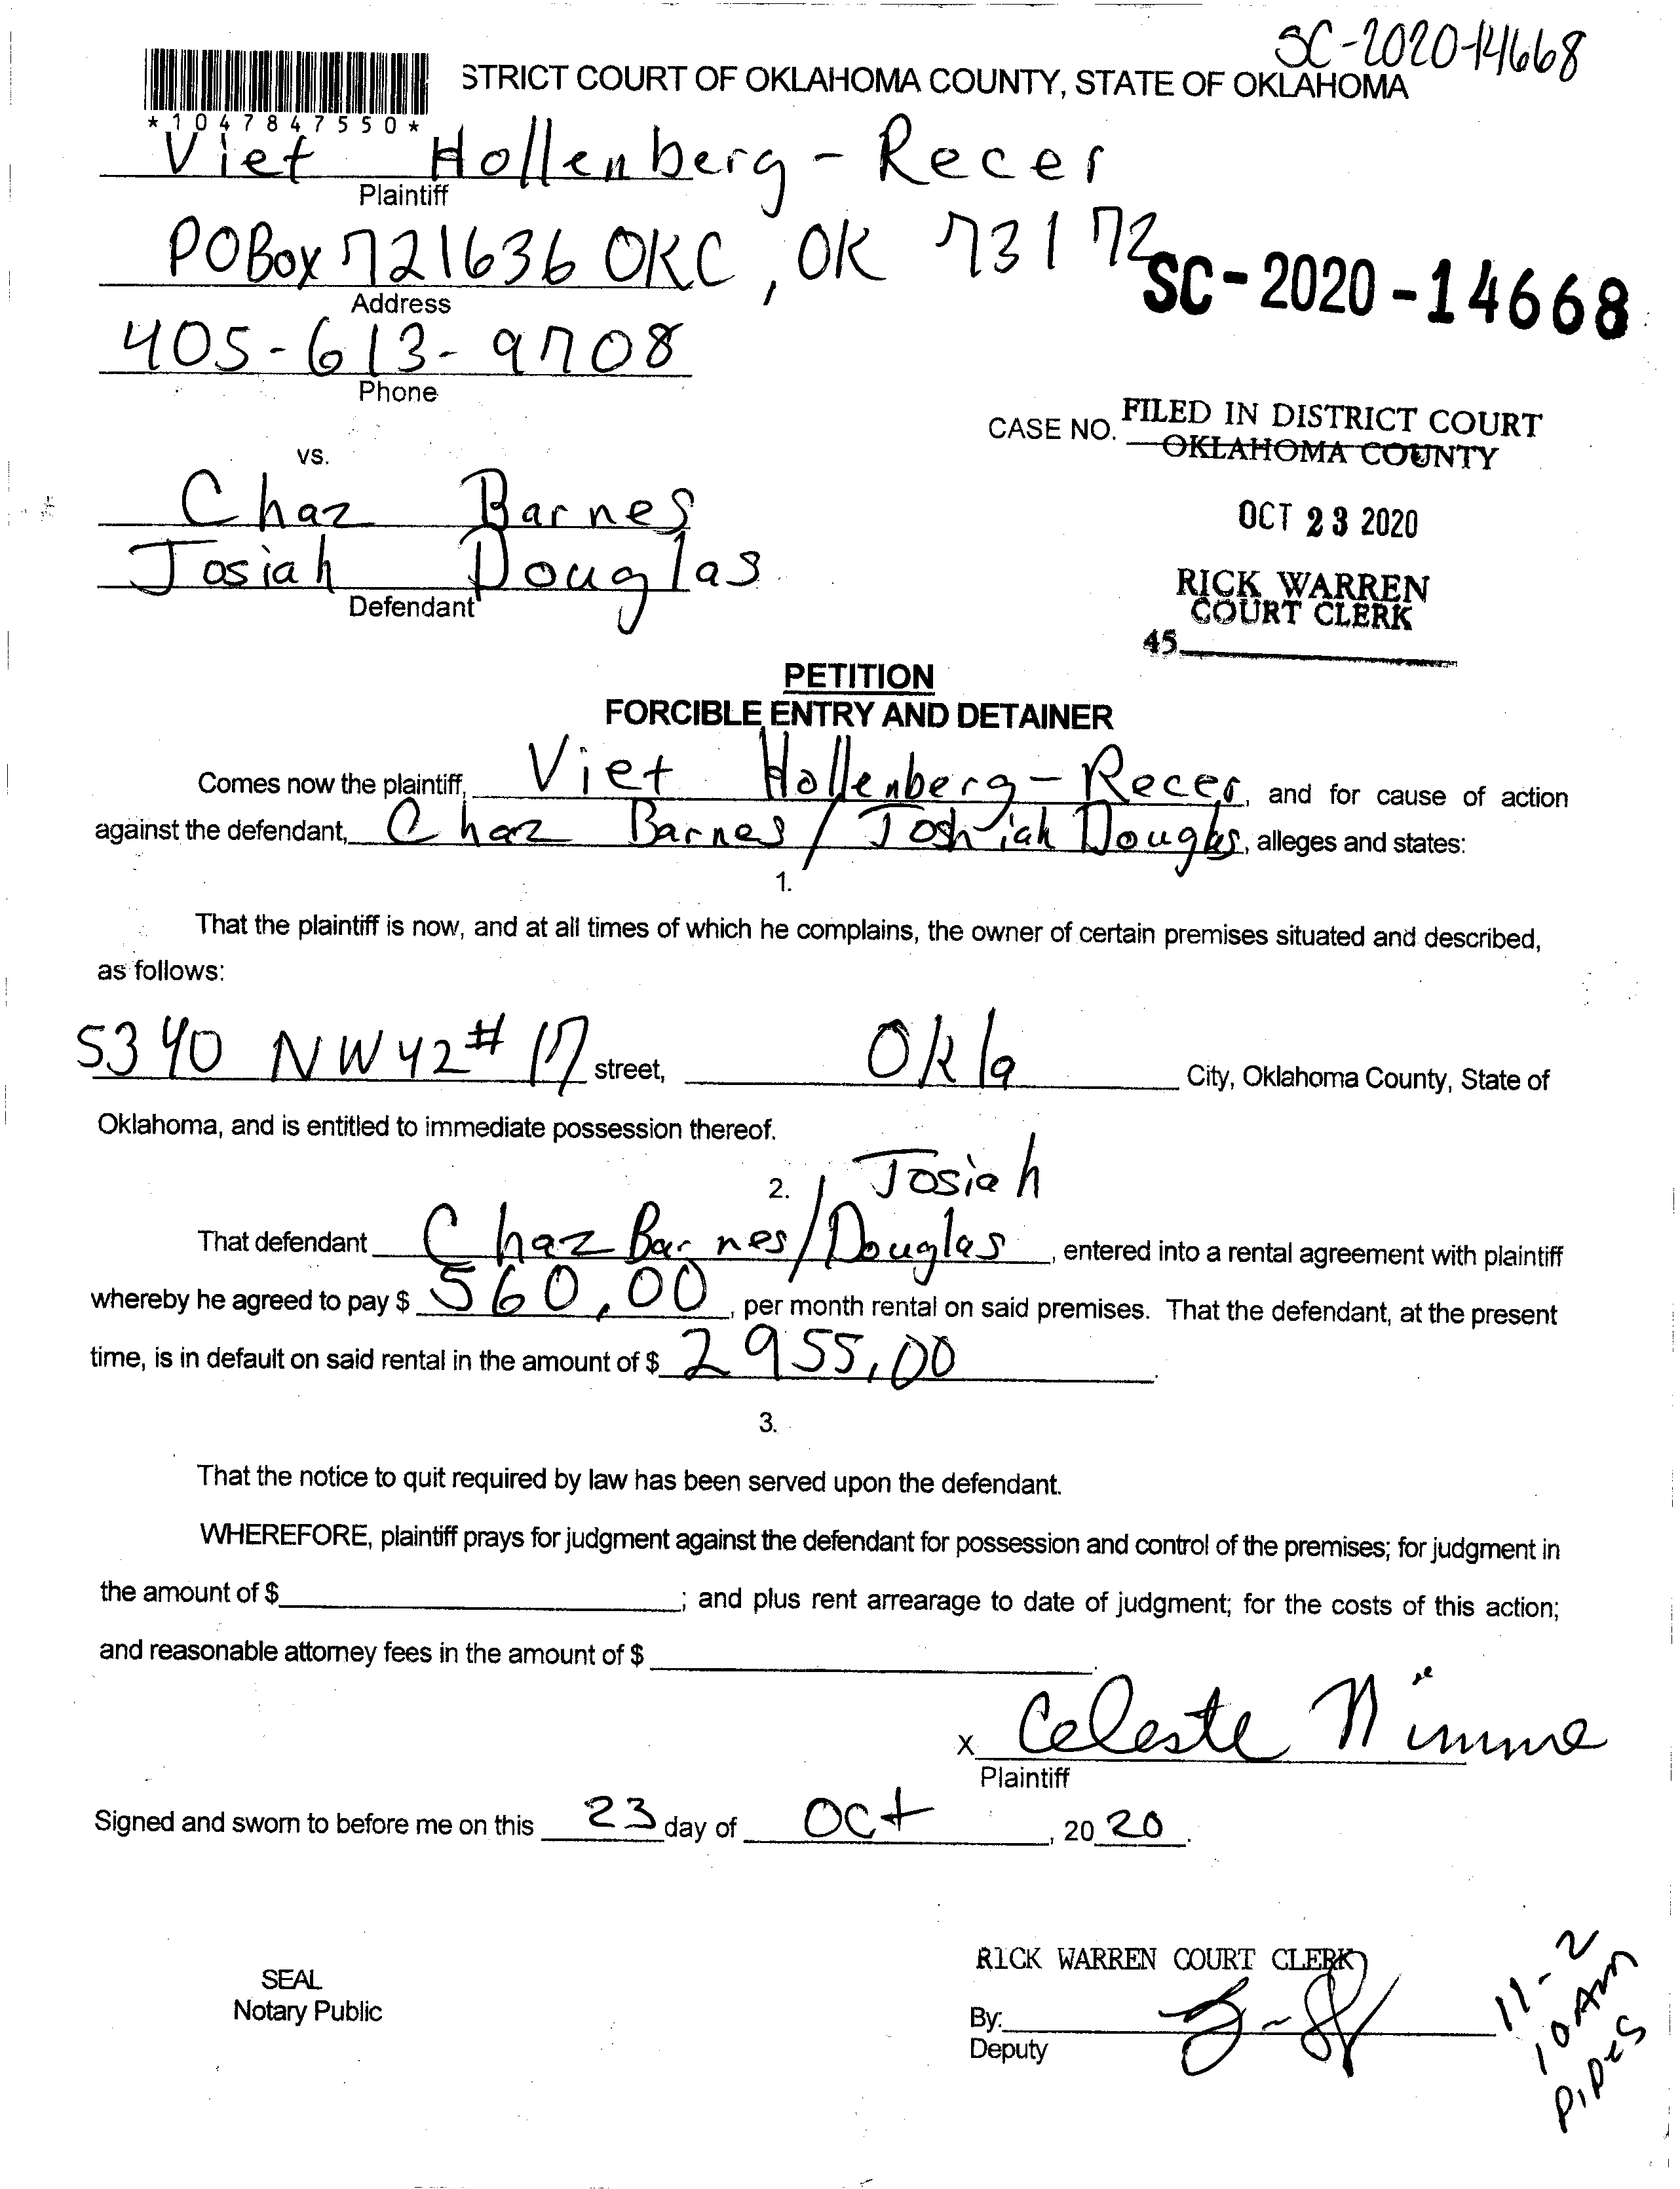 SC-2020-14668
STRICT COURT OF OKLAHOMA COUNTY, STATE OF OKLAHOMA
*1047847550*
Viet Hollenberg-Recer
Plaintiff
PO Box 721636 OKC, OK 73172
SC-2020-14668
Address
405-613-9708
Phone
CASE NO. FILED IN DISTRICT COURT
OKLAHOMA COUNTY
vs.
Chaz Barnes
OCT 23 2020
Josiah Douglas
Defendant
RICK WARREN
COURT CLERK
45
PETITION
FORCIBLE ENTRY AND DETAINER
Comes now the plaintiff, Viet Hollenberg-Recer, and for cause of action
against the defendant, Chaz Barnes / Joshiah Douglas, alleges and states:
1.
That the plaintiff is now, and at all times of which he complains, the owner of certain premises situated and described,
as follows:
5340 NW 42 # 17 street, Okla City, Oklahoma County, State of
Oklahoma, and is entitled to immediate possession thereof.
2. Josiah
That defendant Chaz Barnes/Douglas, entered into a rental agreement with plaintiff
whereby he agreed to pay $ 560.00, per month rental on said premises. That the defendant, at the present
time, is in default on said rental in the amount of $ 2955.00.
3.
That the notice to quit required by law has been served upon the defendant.
WHEREFORE, plaintiff prays for judgment against the defendant for possession and control of the premises; for judgment in
the amount of $ ; and plus rent arrearage to date of judgment; for the costs of this action;
and reasonable attorney fees in the amount of $ .
x Celeste Nimmo
Plaintiff
Signed and sworn to before me on this 23 day of Oct, 2020.
RICK WARREN COURT CLERK
SEAL
Notary Public
By:
Deputy
11-2
10 AM
PIPES